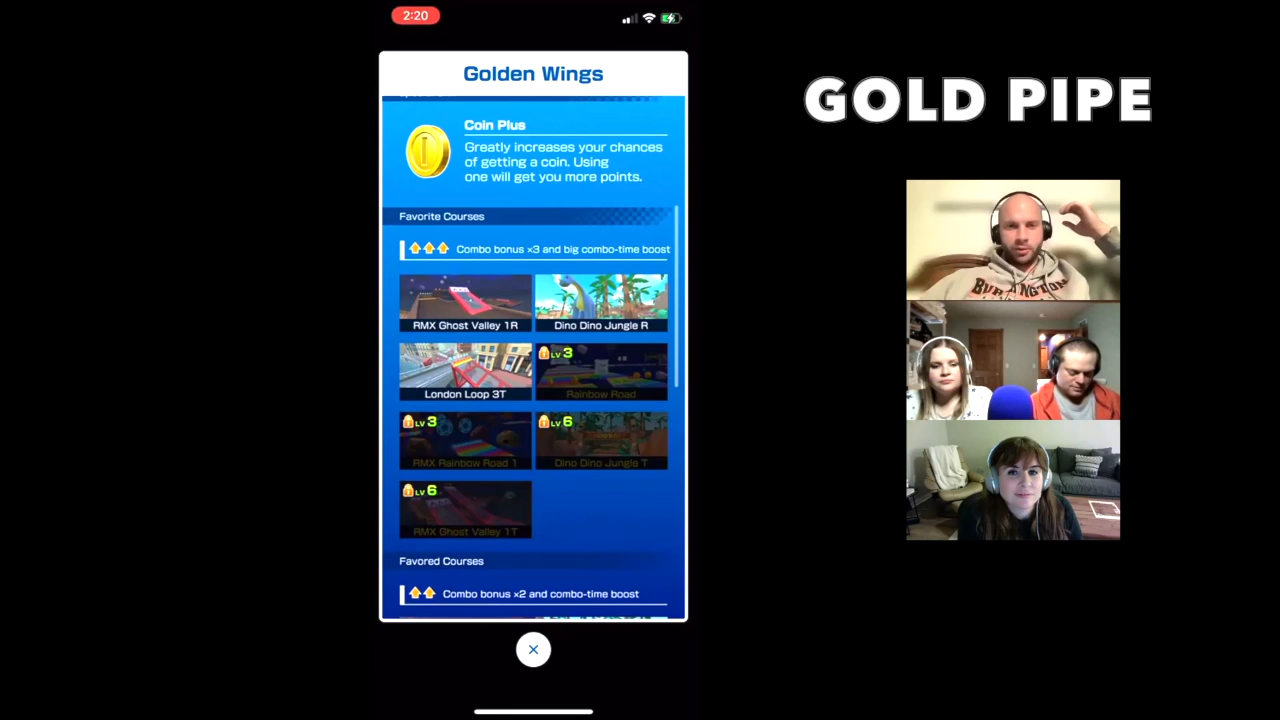 2:20
Golden Wings
GOLD PIPE
Coin Plus
Greatly increases your chances
of getting a coin. Using
one will get you more points.
Favorite Courses
Combo bonus ×3 and big combo-time boost
RMX Ghost Valley 1R
Dino Dino Jungle R
London Loop 3T
LV 3
Rainbow Road
LV 3
RMX Rainbow Road 1
LV 6
Dino Dino Jungle T
LV 6
RMX Ghost Valley 1T
Favored Courses
Combo bonus ×2 and combo-time boost